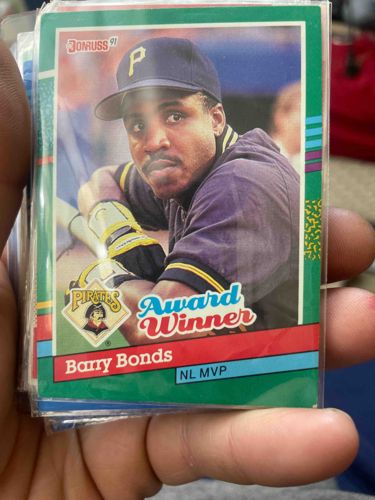 DONRUSS 91
P
PIRATES
®
Award
Winner
Barry Bonds
NL MVP